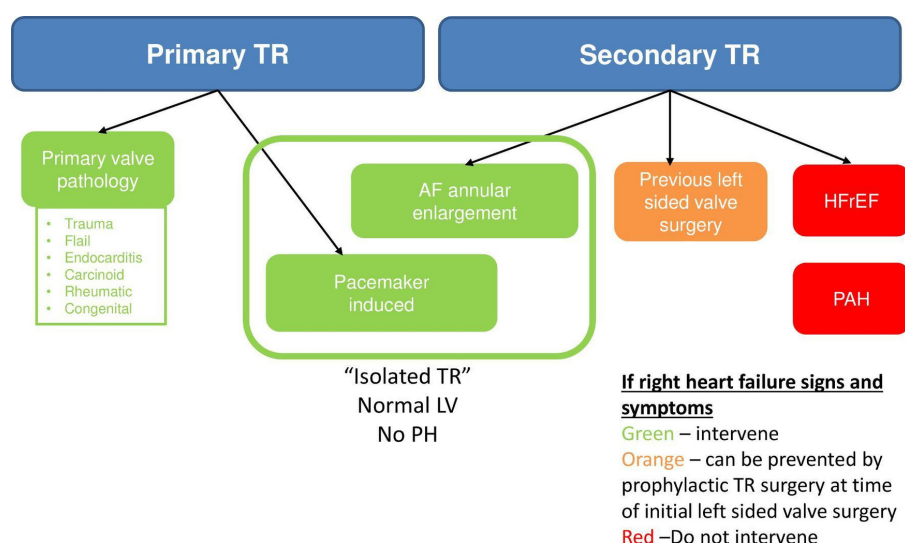 Primary TR
Secondary TR
Primary valve
pathology
• Trauma
• Flail
• Endocarditis
• Carcinoid
• Rheumatic
• Congenital
AF annular
enlargement
Pacemaker
induced
Previous left
sided valve
surgery
HFrEF
PAH
“Isolated TR”
Normal LV
No PH
If right heart failure signs and
symptoms
Green – intervene
Orange – can be prevented by
prophylactic TR surgery at time
of initial left sided valve surgery
Red –Do not intervene